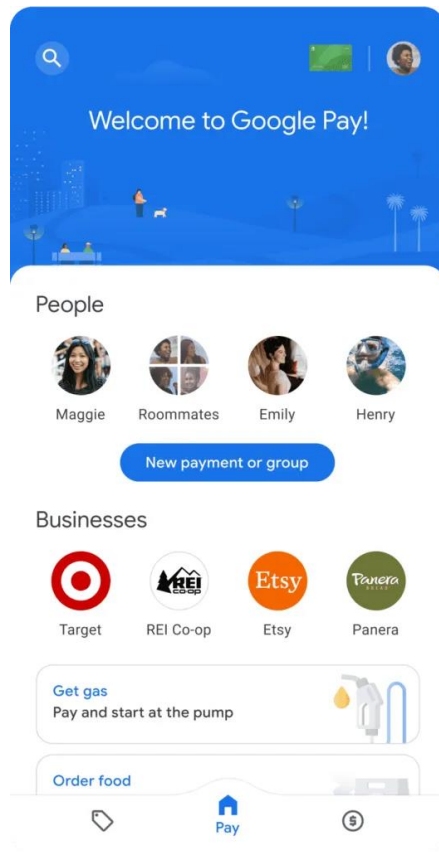 Welcome to Google Pay!
People
Maggie Roommates Emily Henry
New payment or group
Businesses
REI
CO-OP
Etsy
Panera
BREAD
Target REI Co-op Etsy Panera
Get gas
Pay and start at the pump
Order food
Pay
$